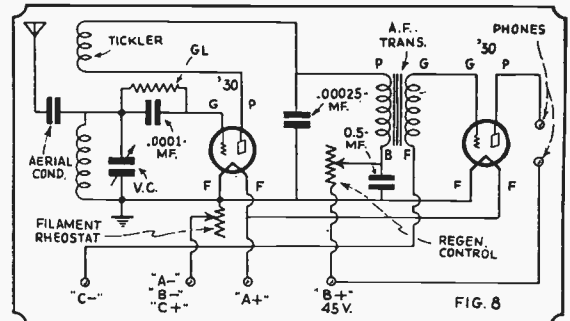 TICKLER
GL
'30
G
P
.0001-
MF.
AERIAL
COND.
V.C.
F
F
FILAMENT
RHEOSTAT
.00025-
MF.
0.5-
MF.
A.F.
TRANS.
P
G
B
F
'30
G
P
F
F
PHONES
REGEN.
CONTROL
"C-"
"A-"
"B-"
"C+"
"A+"
"B+"
45 V.
FIG. 8